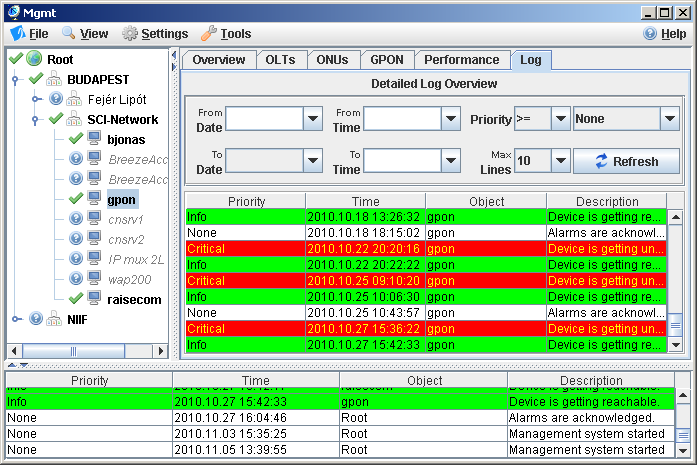 Mgmt
File View Settings Tools Help
Root
BUDAPEST
Fejér Lipót
SCI-Network
bjonas
BreezeAcc
BreezeAcc
gpon
cnsrv1
cnsrv2
IP mux 2L
wap200
raisecom
NIIF
Overview OLTs ONUs GPON Performance Log
Detailed Log Overview
From Date From Time Priority >= None
To Date To Time Max Lines 10 Refresh
Priority Time Object Description
Info 2010.10.18 13:26:32 gpon Device is getting re...
None 2010.10.18 18:15:02 gpon Alarms are acknowl...
Critical 2010.10.22 20:20:16 gpon Device is getting un...
Info 2010.10.22 20:22:22 gpon Device is getting re...
Critical 2010.10.25 09:10:20 gpon Device is getting un...
Info 2010.10.25 10:06:30 gpon Device is getting re...
None 2010.10.25 10:43:57 gpon Alarms are acknowl...
Critical 2010.10.27 15:36:22 gpon Device is getting un...
Info 2010.10.27 15:42:33 gpon Device is getting re...
Priority Time Object Description
Info raisecom Device is getting reachable.
Info 2010.10.27 15:42:33 gpon Device is getting reachable.
None 2010.10.27 16:04:46 Root Alarms are acknowledged.
None 2010.11.03 15:35:25 Root Management system started
None 2010.11.05 13:39:55 Root Management system started